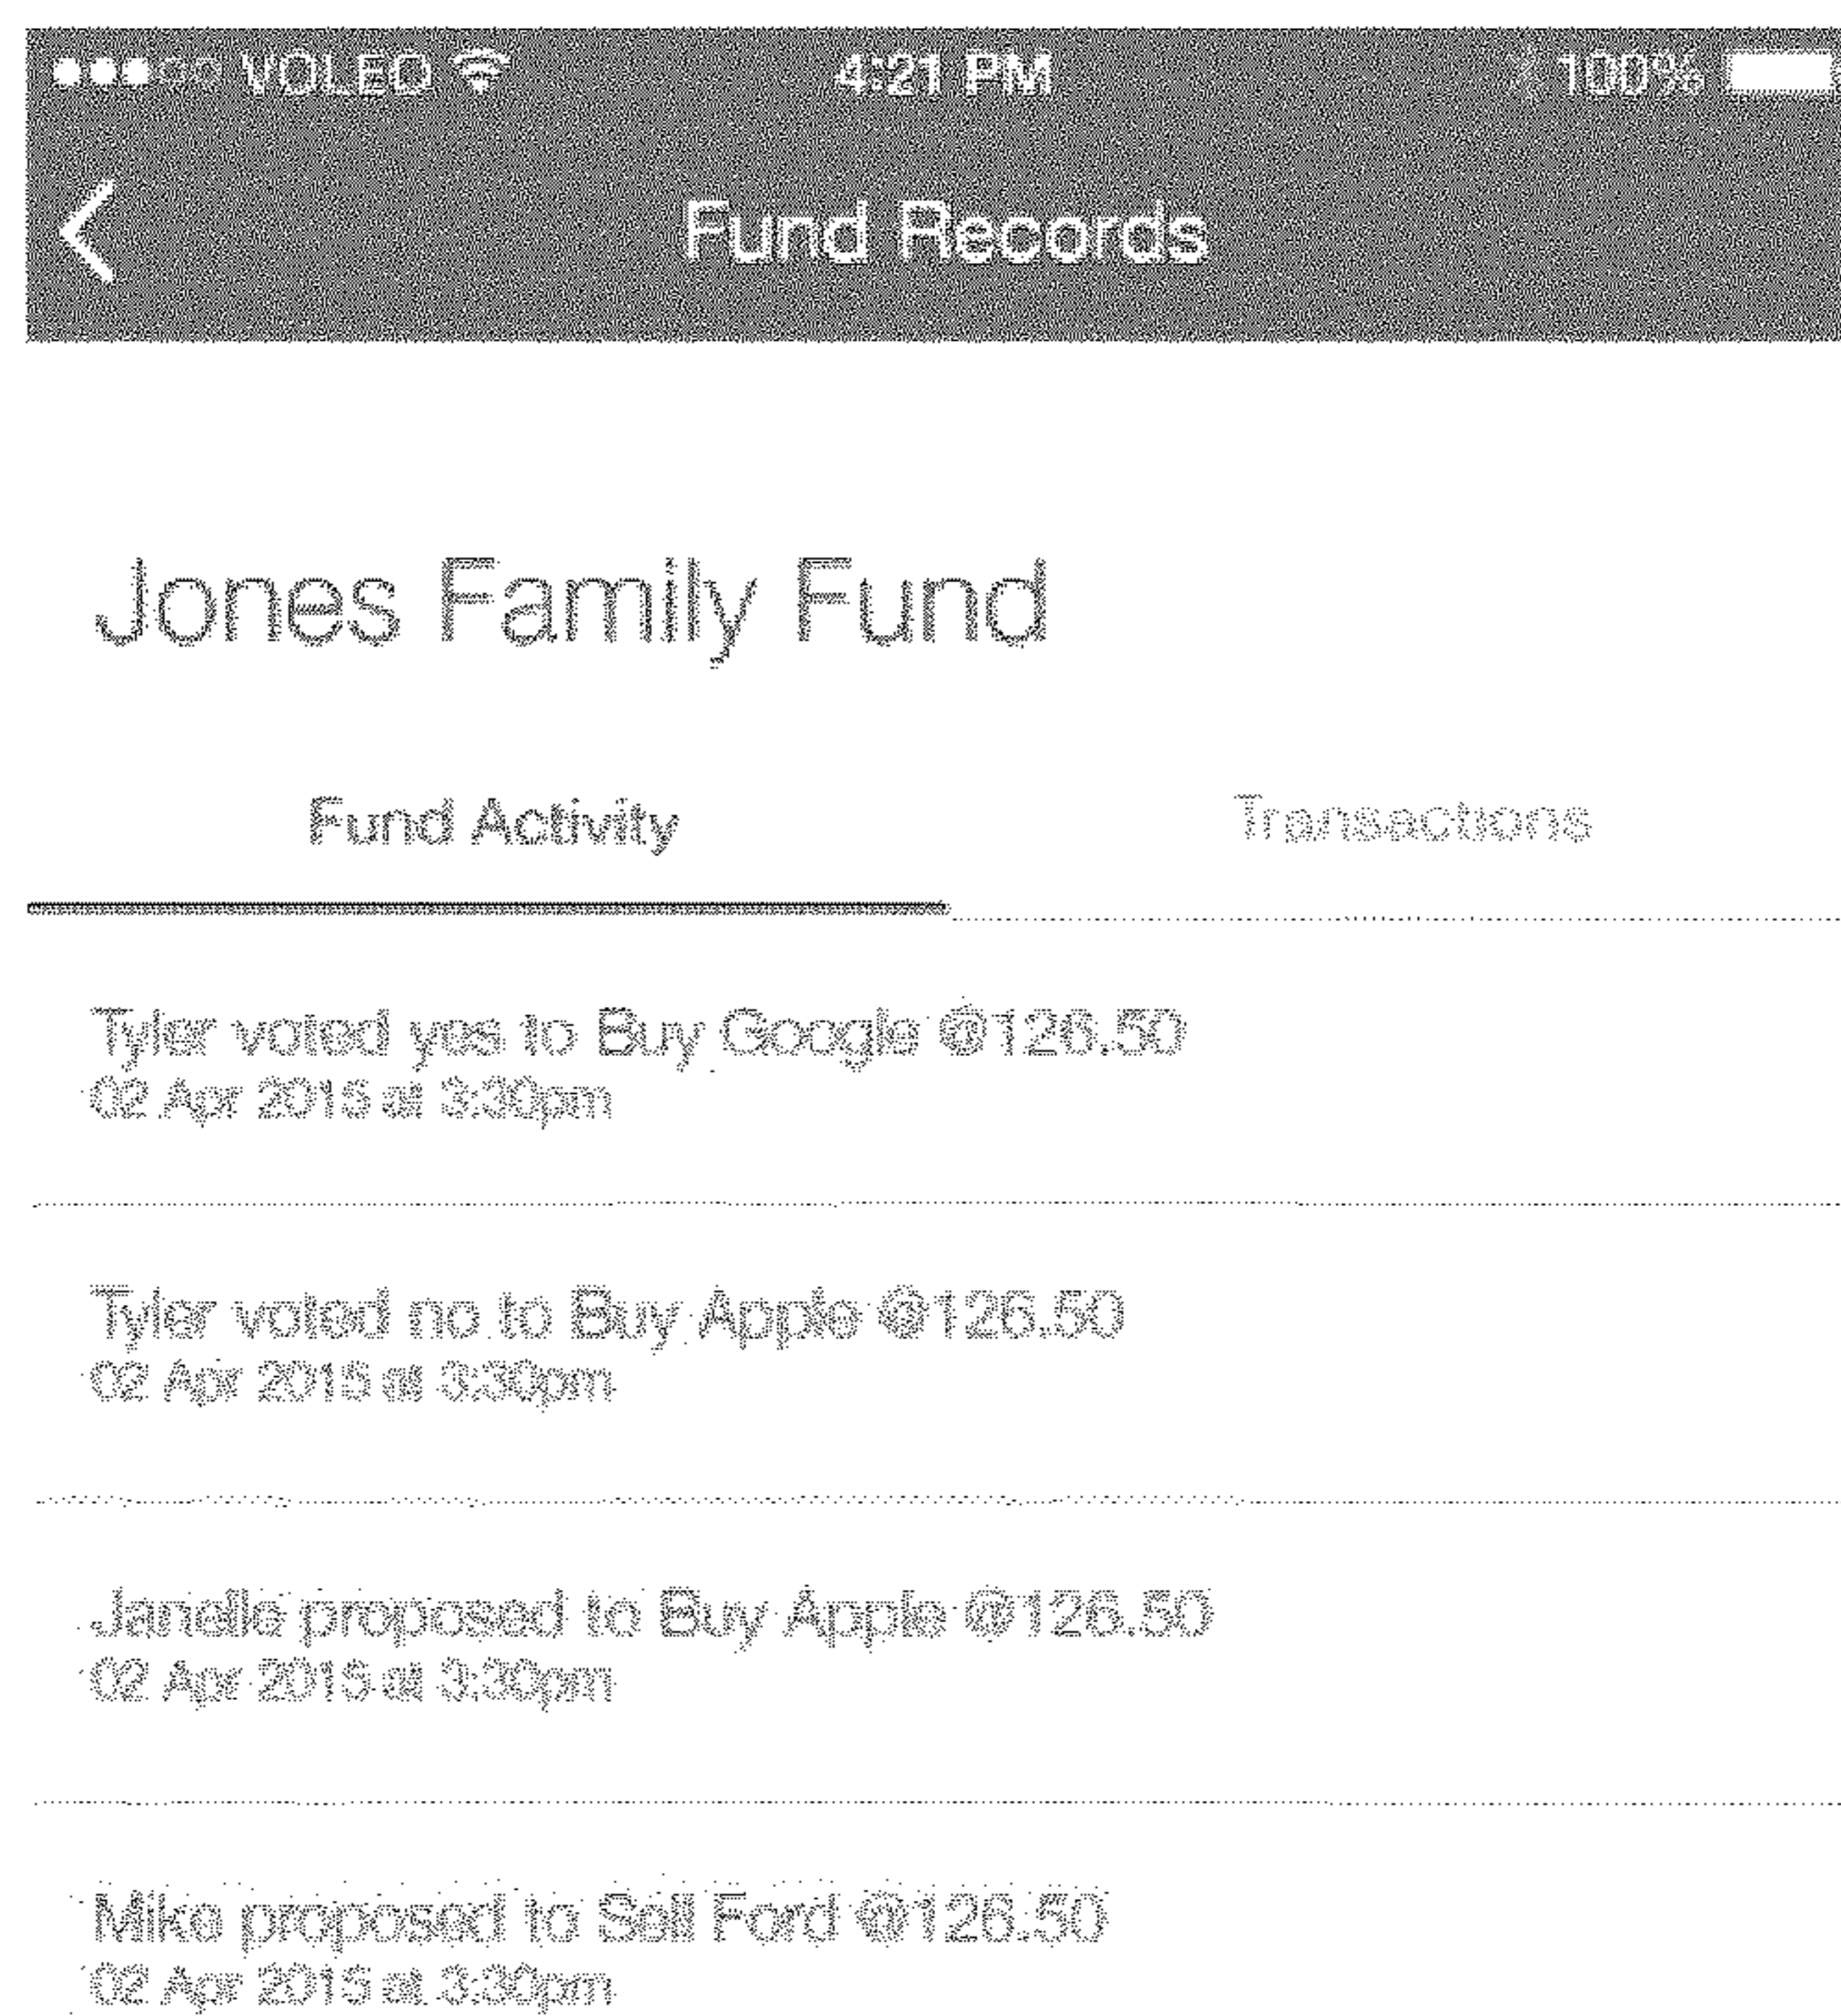 VOLEO 4:21 PM 100%
Fund Records
Jones Family Fund
Fund Activity Transactions
Tyler voted yes to Buy Google @126.50
02 Apr 2015 at 3:30pm
Tyler voted no to Buy Apple @126.50
02 Apr 2015 at 3:30pm
Janelle proposed to Buy Apple @126.50
02 Apr 2015 at 3:30pm
Mike proposed to Sell Ford @126.50
02 Apr 2015 at 3:30pm